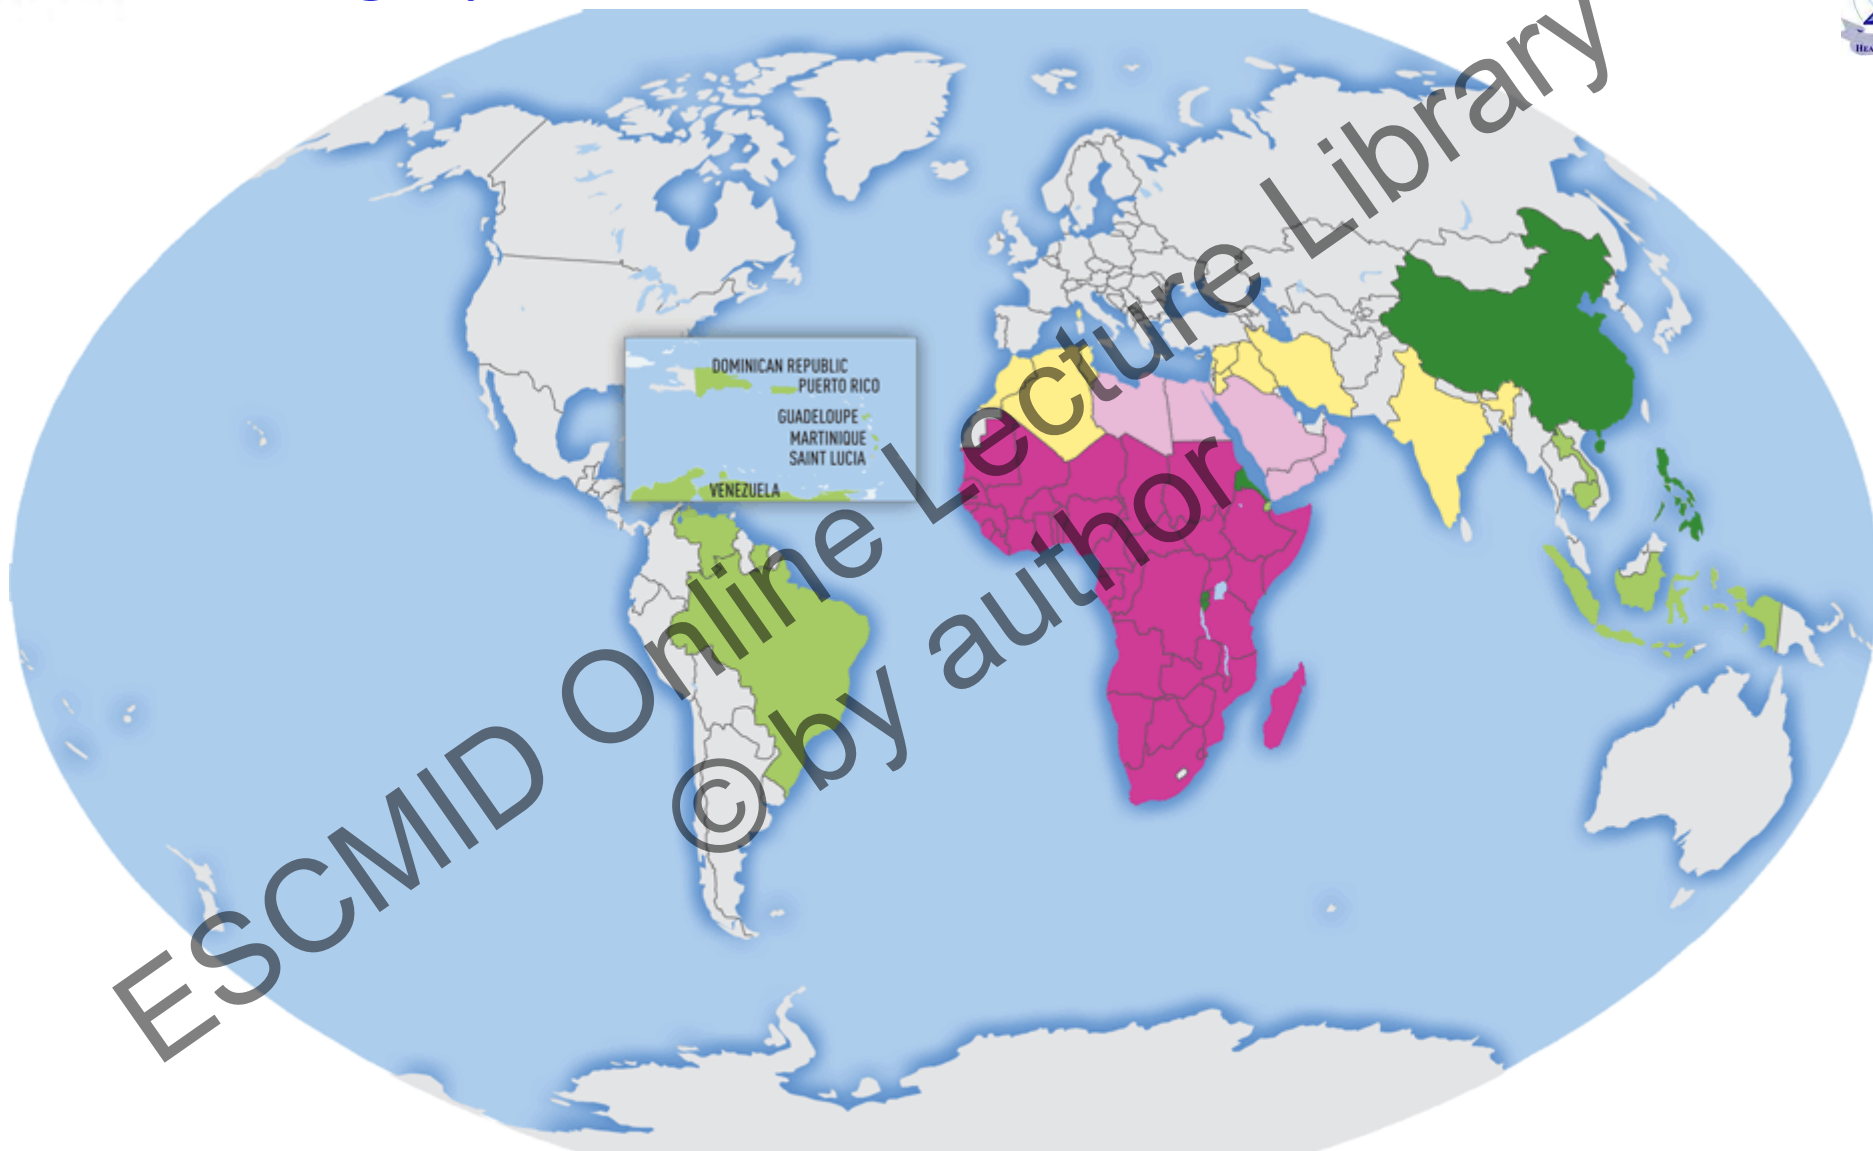 DOMINICAN REPUBLIC
PUERTO RICO
GUADELOUPE
MARTINIQUE
SAINT LUCIA
VENEZUELA
ESCMID Online Lecture Library
© by author